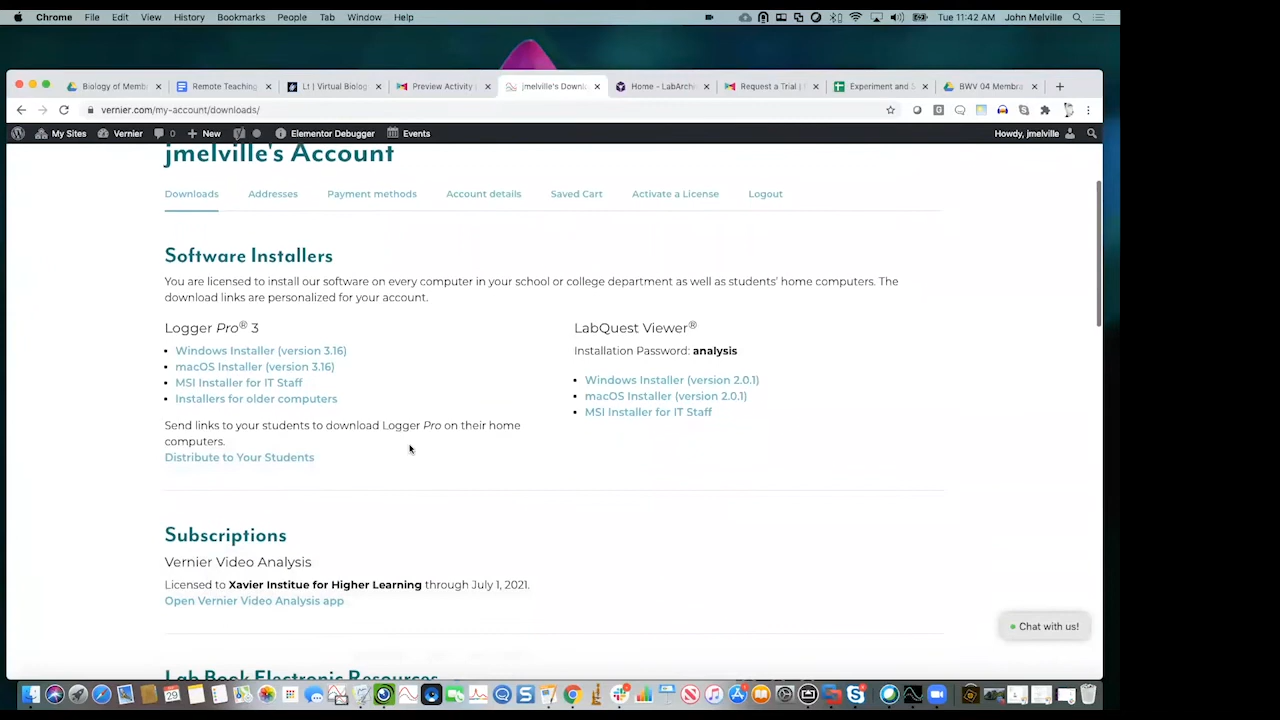 Chrome File Edit View History Bookmarks People Tab Window Help Tue 11:42 AM John Melville
Biology of Memb Remote Teaching Lt | Virtual Biolog Preview Activity jmelville's Downl Home - LabArchi Request a Trial | Experiment and S BWV 04 Membra
vernier.com/my-account/downloads/
My Sites Vernier 0 New Elementor Debugger Events Howdy, jmelville
jmelville's Account
Downloads Addresses Payment methods Account details Saved Cart Activate a License Logout
Software Installers
You are licensed to install our software on every computer in your school or college department as well as students' home computers. The
download links are personalized for your account.
Logger Pro® 3
Windows Installer (version 3.16)
macOS Installer (version 3.16)
MSI Installer for IT Staff
Installers for older computers
Send links to your students to download Logger Pro on their home
computers.
Distribute to Your Students
LabQuest Viewer®
Installation Password: analysis
Windows Installer (version 2.0.1)
macOS Installer (version 2.0.1)
MSI Installer for IT Staff
Subscriptions
Vernier Video Analysis
Licensed to Xavier Institue for Higher Learning through July 1, 2021.
Open Vernier Video Analysis app
Chat with us!
Lab Book Electronic Resources